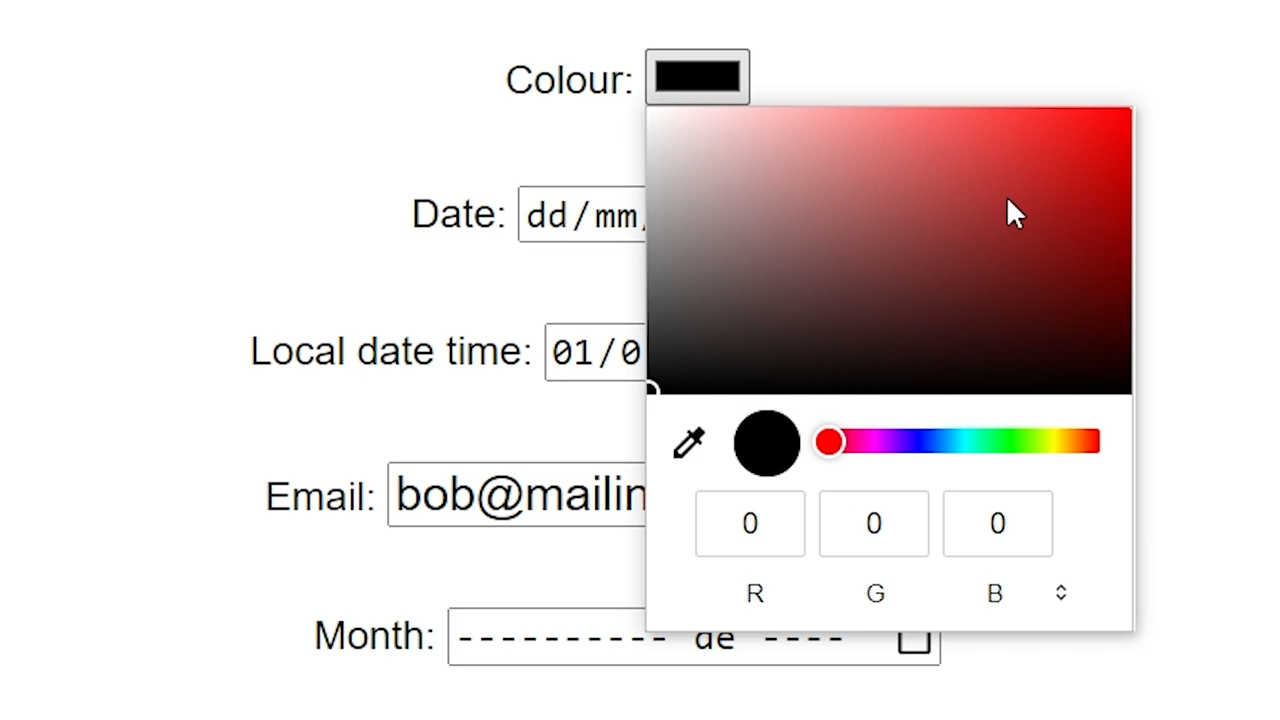 Colour:
Date: dd/mm/
Local date time: 01/0
Email: bob@mailin
0 0 0
R G B
Month: ---------- de ----